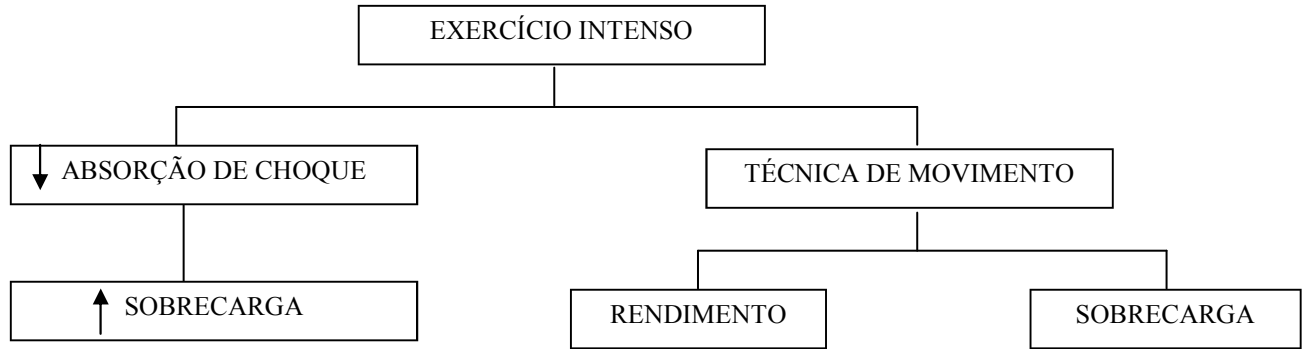 EXERCÍCIO INTENSO
ABSORÇÃO DE CHOQUE
TÉCNICA DE MOVIMENTO
SOBRECARGA
RENDIMENTO
SOBRECARGA